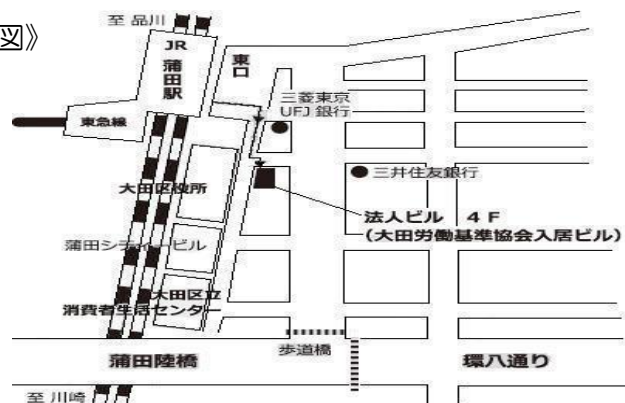 図》
至 品川
JR
蒲田駅
東口
三菱東京
UFJ 銀行
東急線
三井住友銀行
大田区役所
法人ビル 4F
(大田労働基準協会入居ビル)
蒲田シティービル
大田区立
消費者生活センター
歩道橋
蒲田陸橋
環八通り
至 川崎